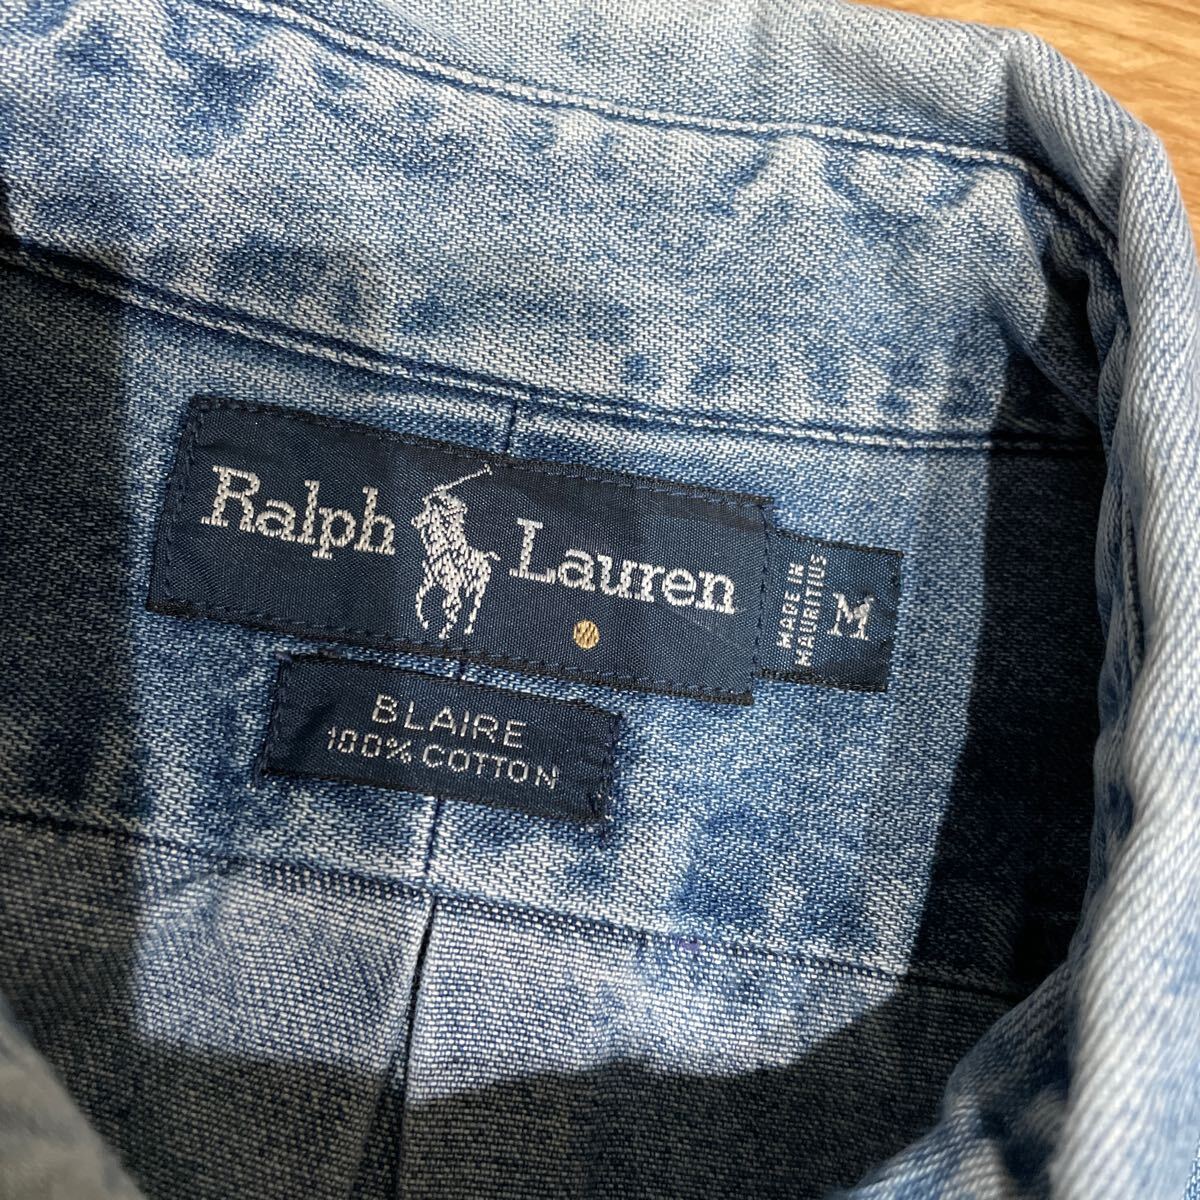 Ralph Lauren
MADE IN
MAURITIUS
M
BLAIRE
100% COTTON